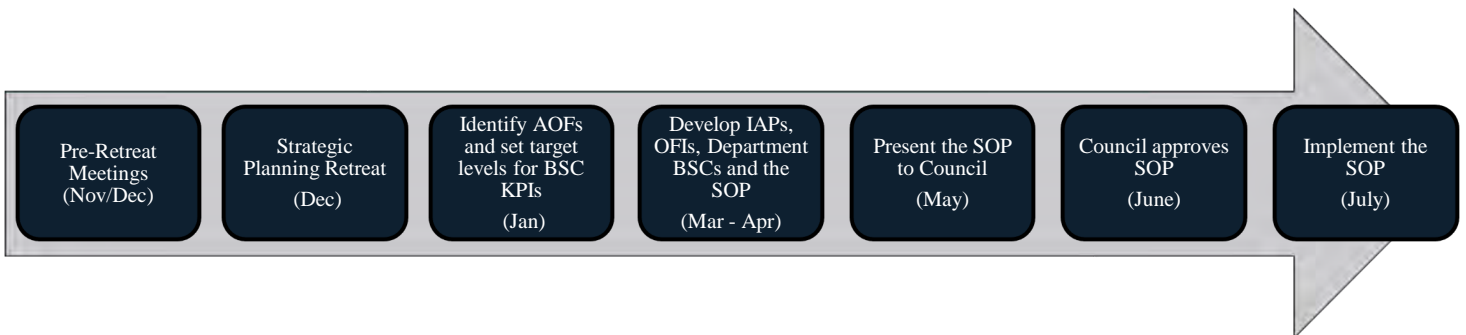 Pre-Retreat
Meetings
(Nov/Dec)
Strategic
Planning Retreat
(Dec)
Identify AOFs
and set target
levels for BSC
KPIs
(Jan)
Develop IAPs,
OFIs, Department
BSCs and the
SOP
(Mar - Apr)
Present the SOP
to Council
(May)
Council approves
SOP
(June)
Implement the
SOP
(July)